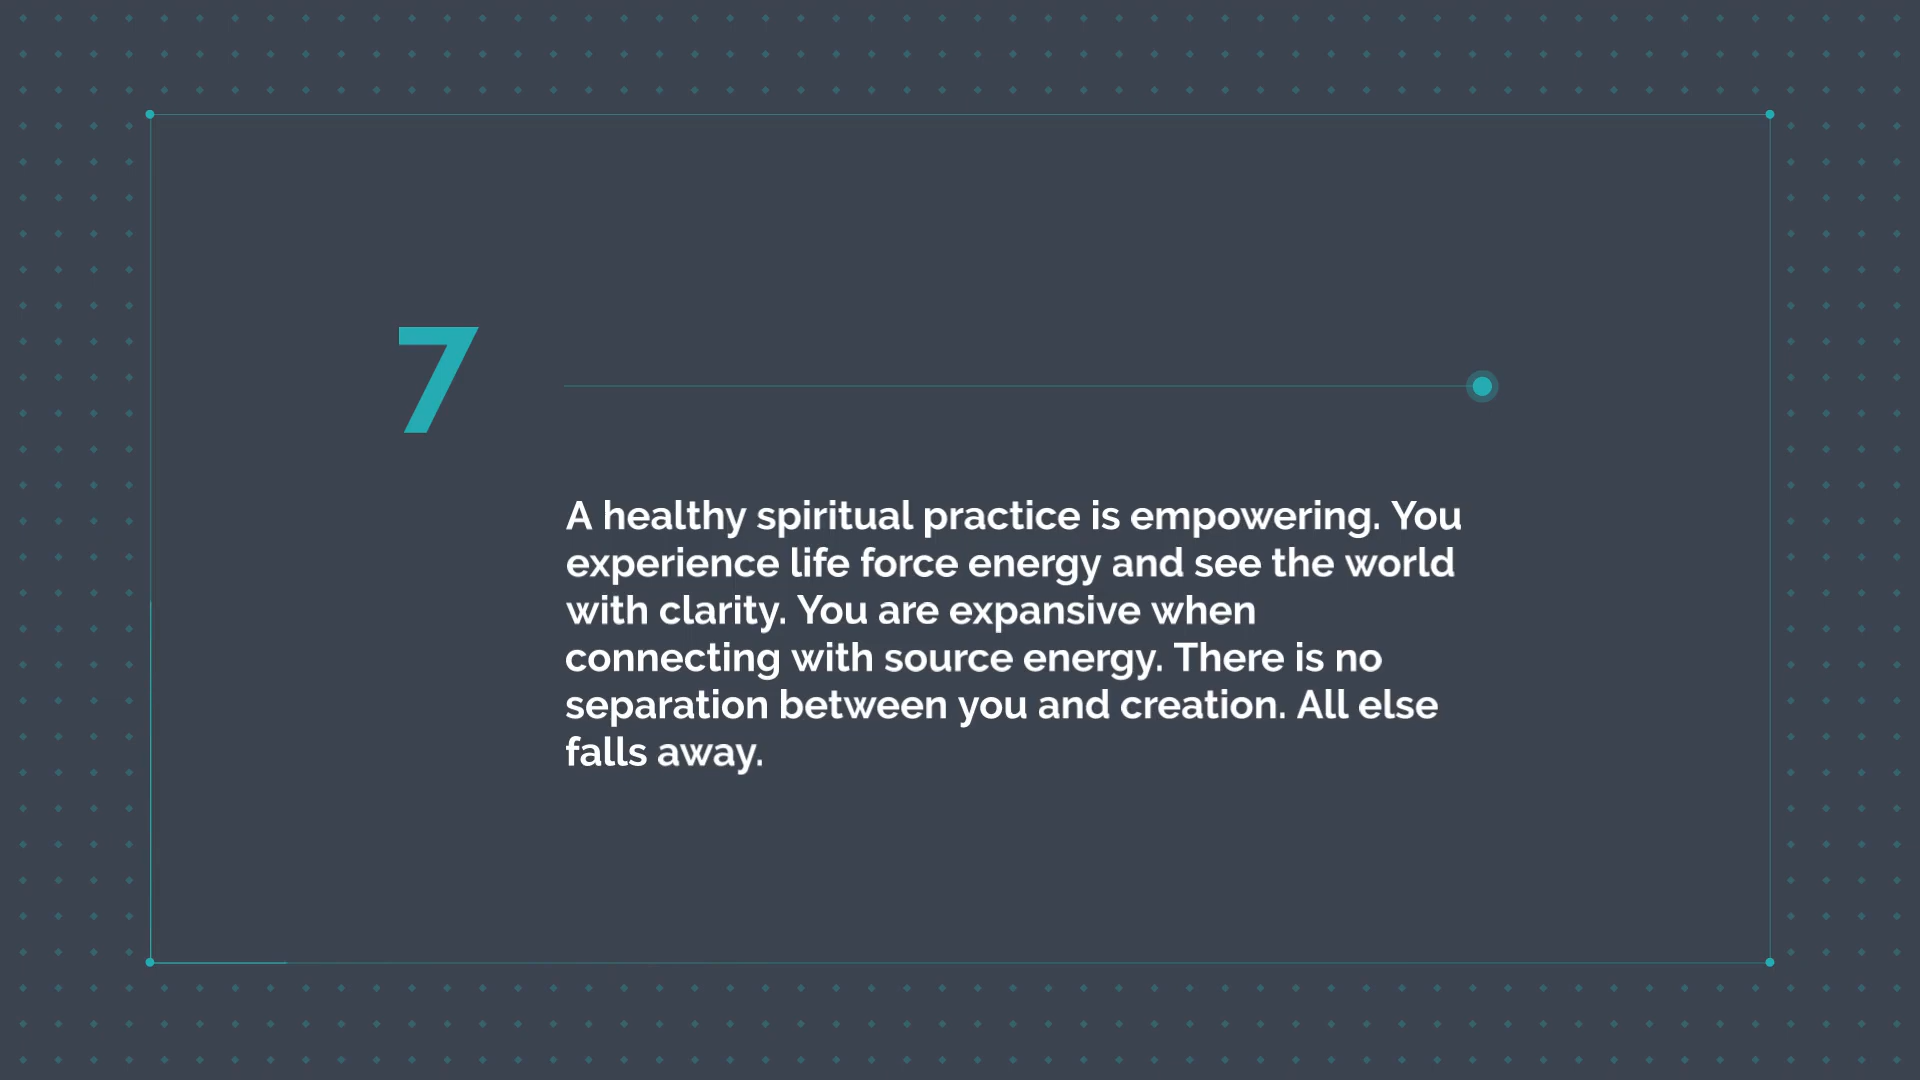 7
A healthy spiritual practice is empowering. You
experience life force energy and see the world
with clarity. You are expansive when
connecting with source energy. There is no
separation between you and creation. All else
falls away.